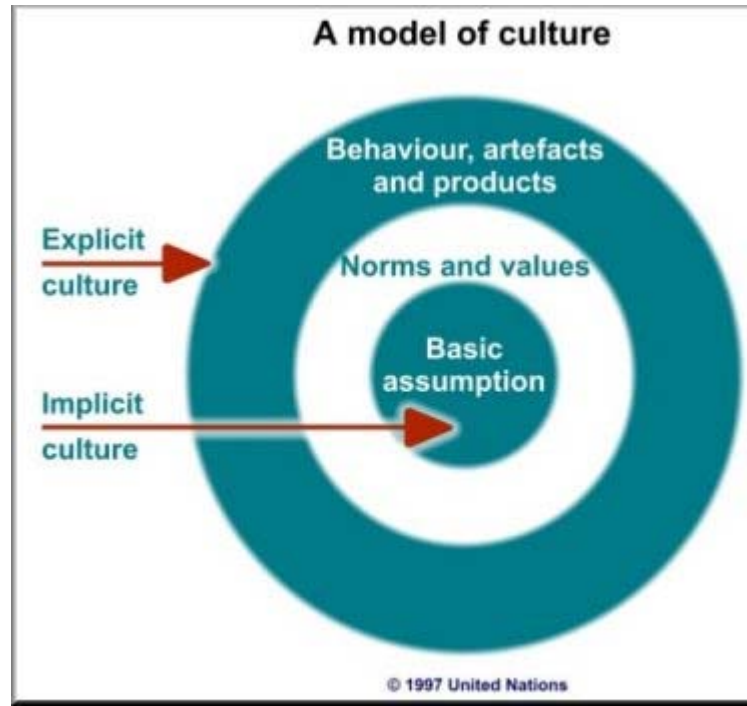 A model of culture
Behaviour, artefacts
and products
Explicit
culture
Norms and values
Basic
assumption
Implicit
culture
© 1997 United Nations